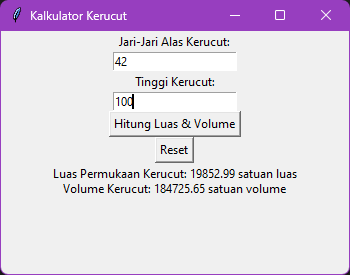 Kalkulator Kerucut
Jari-Jari Alas Kerucut:
42
Tinggi Kerucut:
100
Hitung Luas & Volume
Reset
Luas Permukaan Kerucut: 19852.99 satuan luas
Volume Kerucut: 184725.65 satuan volume